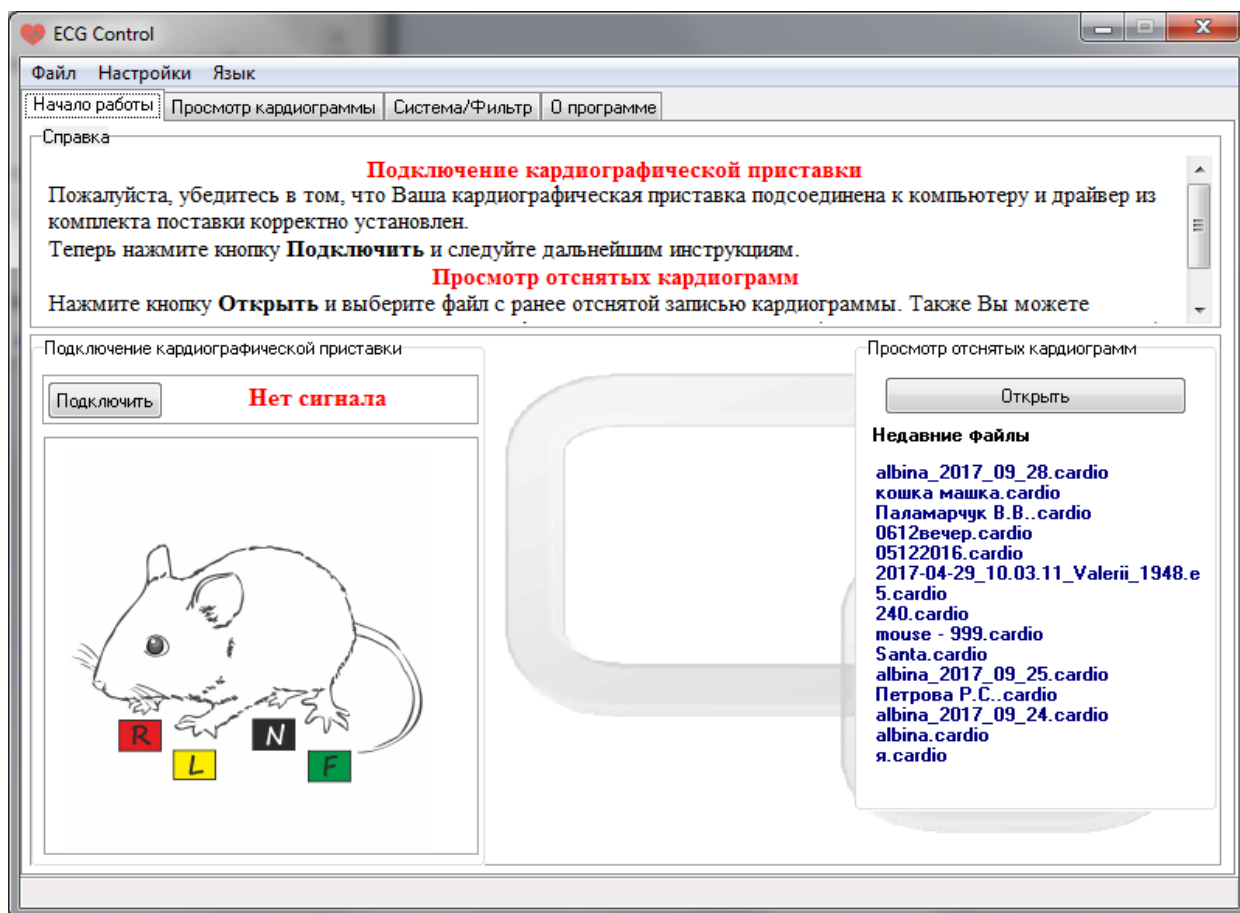 ECG Control
Файл Настройки Язык
Начало работы Просмотр кардиограммы Система/Фильтр О программе
Справка
Подключение кардиографической приставки
Пожалуйста, убедитесь в том, что Ваша кардиографическая приставка подсоединена к компьютеру и драйвер из
комплекта поставки корректно установлен.
Теперь нажмите кнопку Подключить и следуйте дальнейшим инструкциям.
Просмотр отснятых кардиограмм
Нажмите кнопку Открыть и выберите файл с ранее отснятой записью кардиограммы. Также Вы можете
Подключение кардиографической приставки
Подключить Нет сигнала
R
L
N
F
Просмотр отснятых кардиограмм
Открыть
Недавние файлы
albina_2017_09_28.cardio
кошка машка.cardio
Паламарчук В.В..cardio
0612вечер.cardio
05122016.cardio
2017-04-29_10.03.11_Valerii_1948.e
5.cardio
240.cardio
mouse - 999.cardio
Santa.cardio
albina_2017_09_25.cardio
Петрова Р.С..cardio
albina_2017_09_24.cardio
albina.cardio
я.cardio